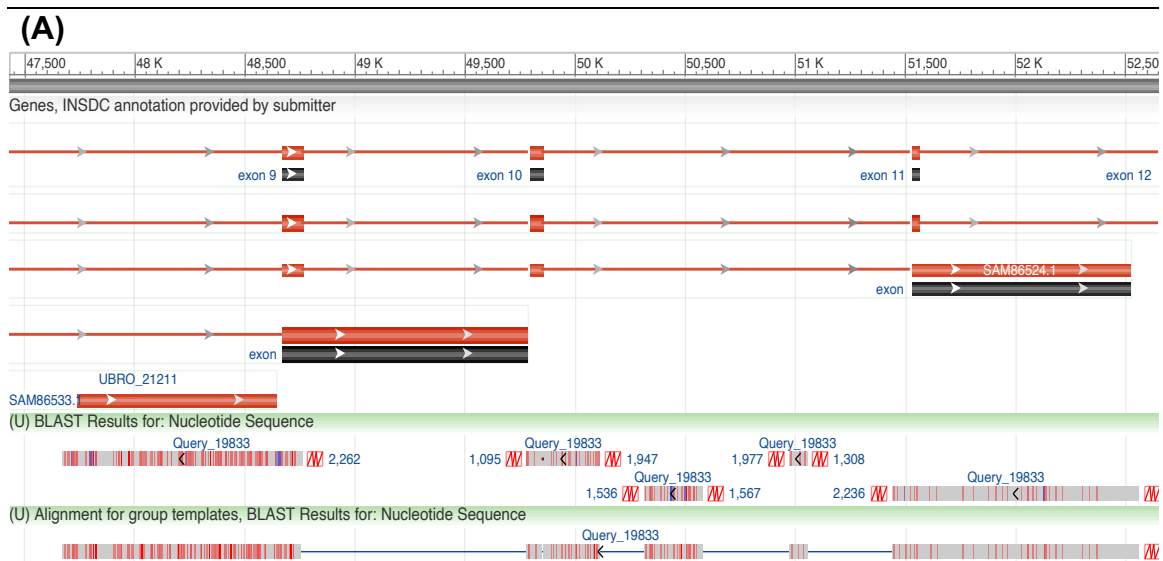 (A)
47,500 48 K 48,500 49 K 49,500 50 K 50,500 51 K 51,500 52 K 52,50
Genes, INSDC annotation provided by submitter
exon 9 exon 10 exon 11 exon 12
SAM86524.1
exon
exon
UBRO_21211
SAM86533.1
(U) BLAST Results for: Nucleotide Sequence
Query_19833 Query_19833 Query_19833
2,262 1,095 1,947 1,977 1,308
Query_19833 Query_19833
1,536 1,567 2,236
(U) Alignment for group templates, BLAST Results for: Nucleotide Sequence
Query_19833